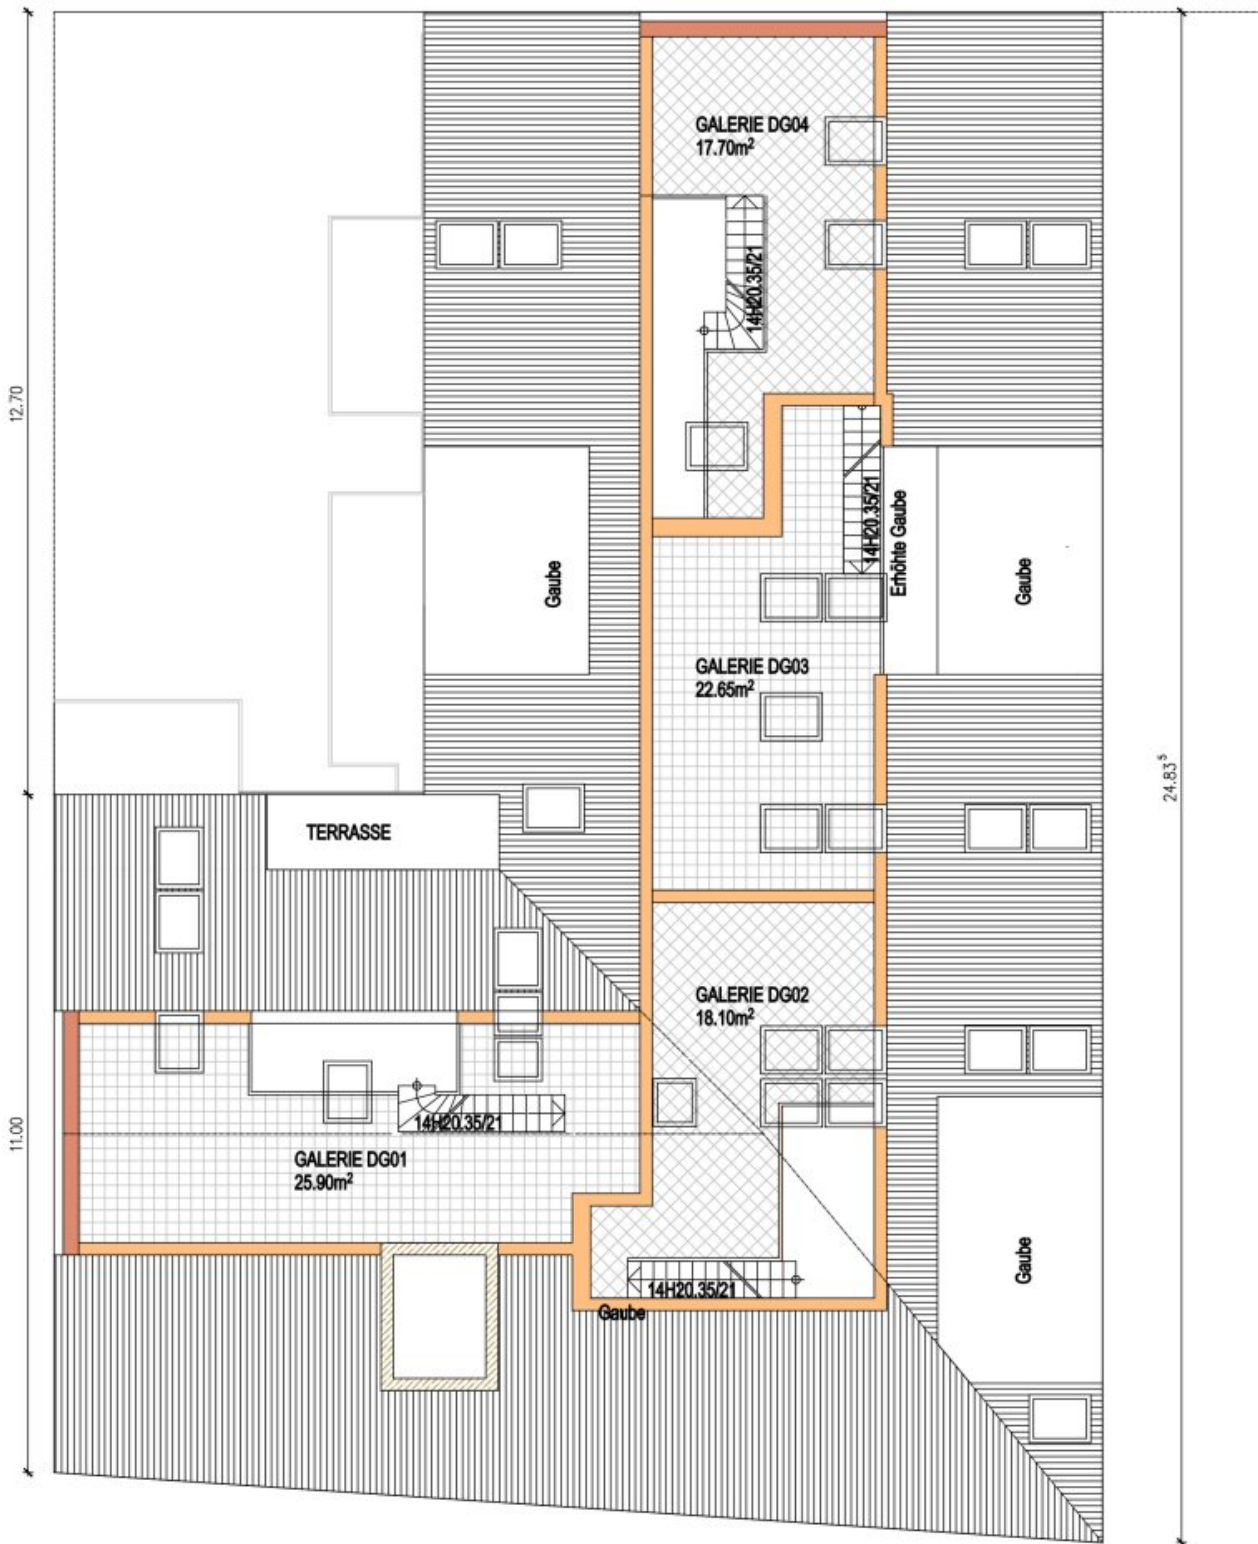 GALERIE DG04
17.70m²
14H20.35/21
12.70
14H20.35/21
Erhöhte Gaube
Gaube
Gaube
GALERIE DG03
22.65m²
24.83⁵
TERRASSE
GALERIE DG02
18.10m²
11.00
14H20.35/21
GALERIE DG01
25.90m²
Gaube
14H20.35/21
Gaube